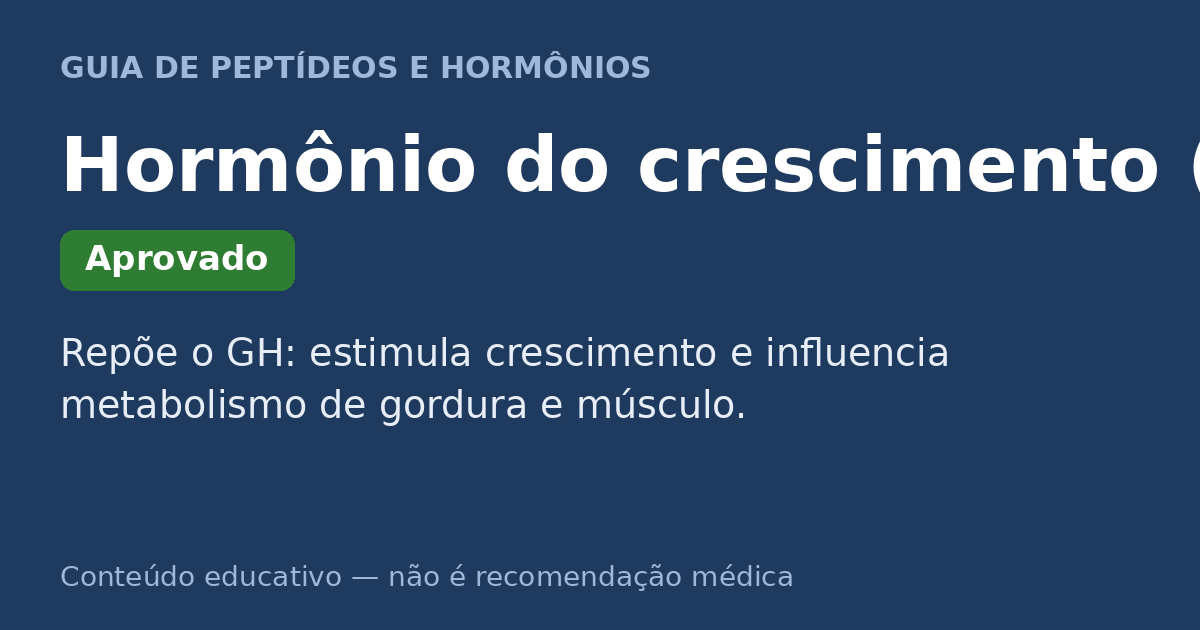 GUIA DE PEPTÍDEOS E HORMÔNIOS
Hormônio do crescimento (
Aprovado
Repõe o GH: estimula crescimento e influencia
metabolismo de gordura e músculo.
Conteúdo educativo — não é recomendação médica